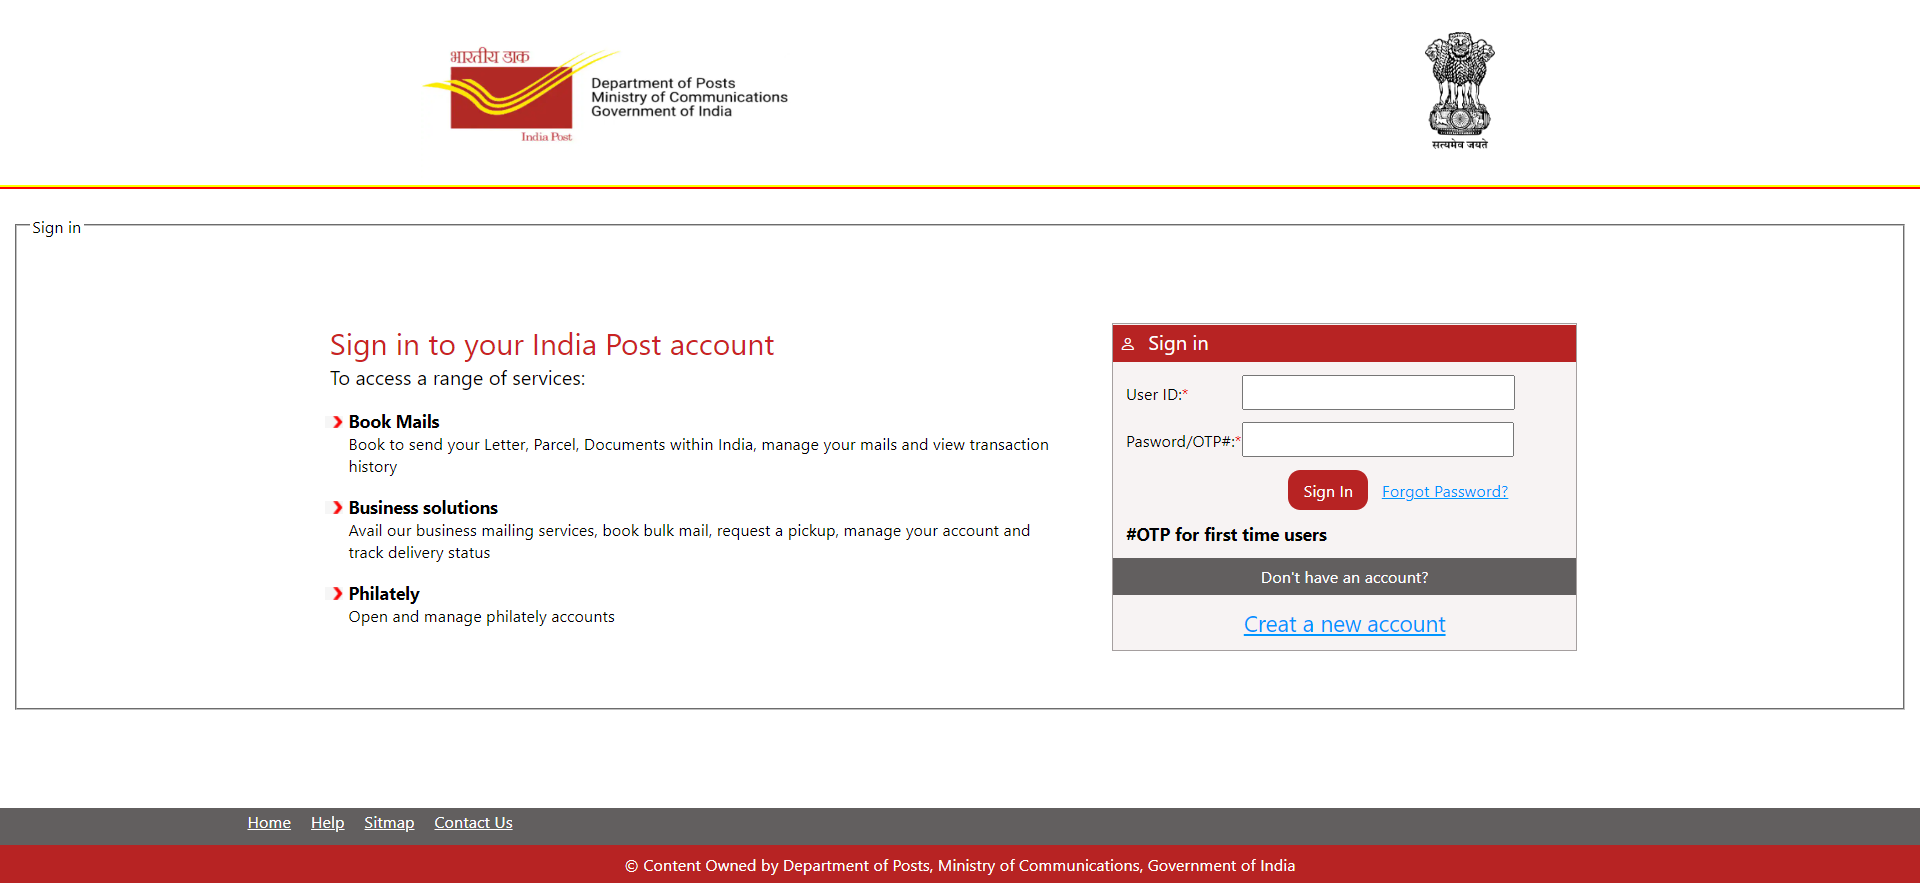 भारतीय डाक
India Post
Department of Posts
Ministry of Communications
Government of India
सत्यमेव जयते
Sign in
Sign in to your India Post account
To access a range of services:
Book Mails
Book to send your Letter, Parcel, Documents within India, manage your mails and view transaction
history
Business solutions
Avail our business mailing services, book bulk mail, request a pickup, manage your account and
track delivery status
Philately
Open and manage philately accounts
Sign in
User ID:*
Pasword/OTP#:*
Sign In Forgot Password?
#OTP for first time users
Don't have an account?
Creat a new account
Home Help Sitmap Contact Us
© Content Owned by Department of Posts, Ministry of Communications, Government of India